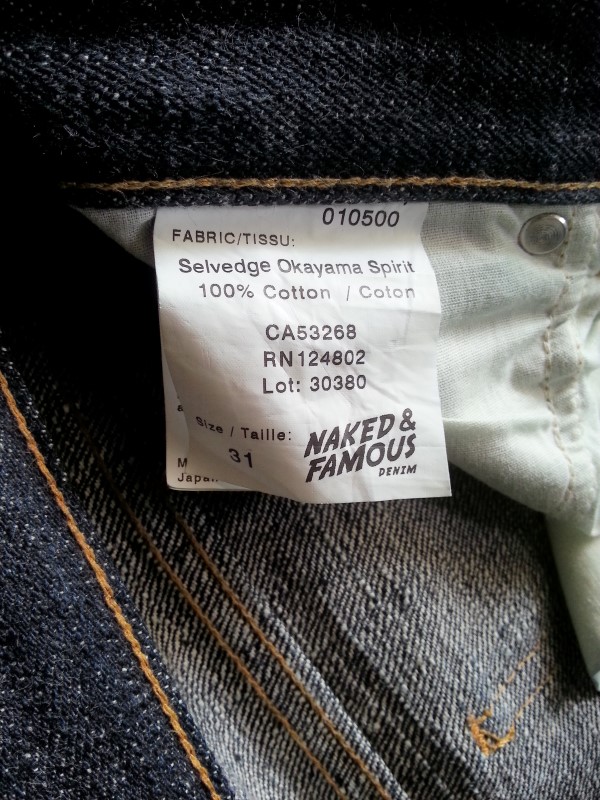 010500
FABRIC/TISSU:
Selvedge Okayama Spirit
100% Cotton / Coton
CA53268
RN124802
Lot: 30380
Size / Taille:
31
NAKED &
FAMOUS
DENIM